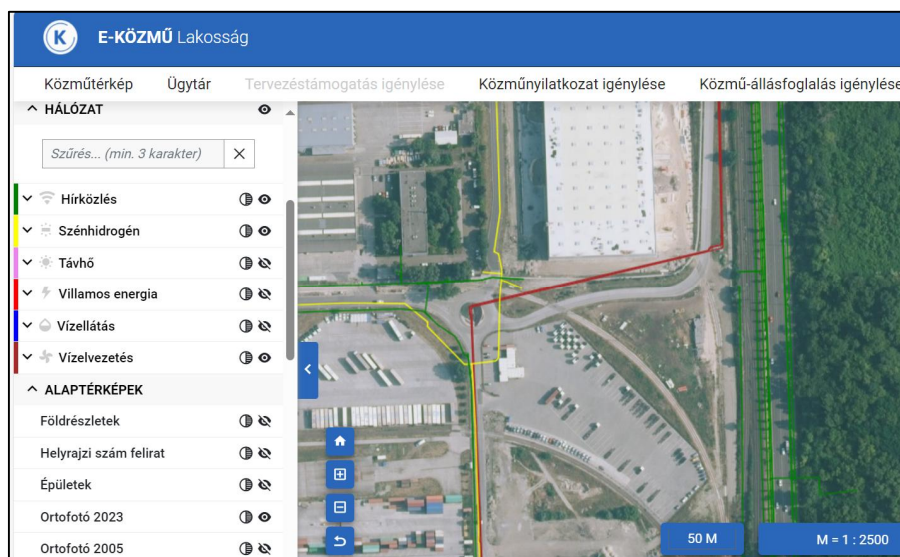 K E-KÖZMŰ Lakosság
Közműtérkép Ügytár Tervezéstámogatás igénylése Közműnyilatkozat igénylése Közmű-állásfoglalás igénylése
HÁLÓZAT
Szűrés... (min. 3 karakter)
Hírközlés
Szénhidrogén
Távhő
Villamos energia
Vízellátás
Vízelvezetés
ALAPTÉRKÉPEK
Földrészletek
Helyrajzi szám felirat
Épületek
Ortofotó 2023
Ortofotó 2005
50 M M = 1 : 2500